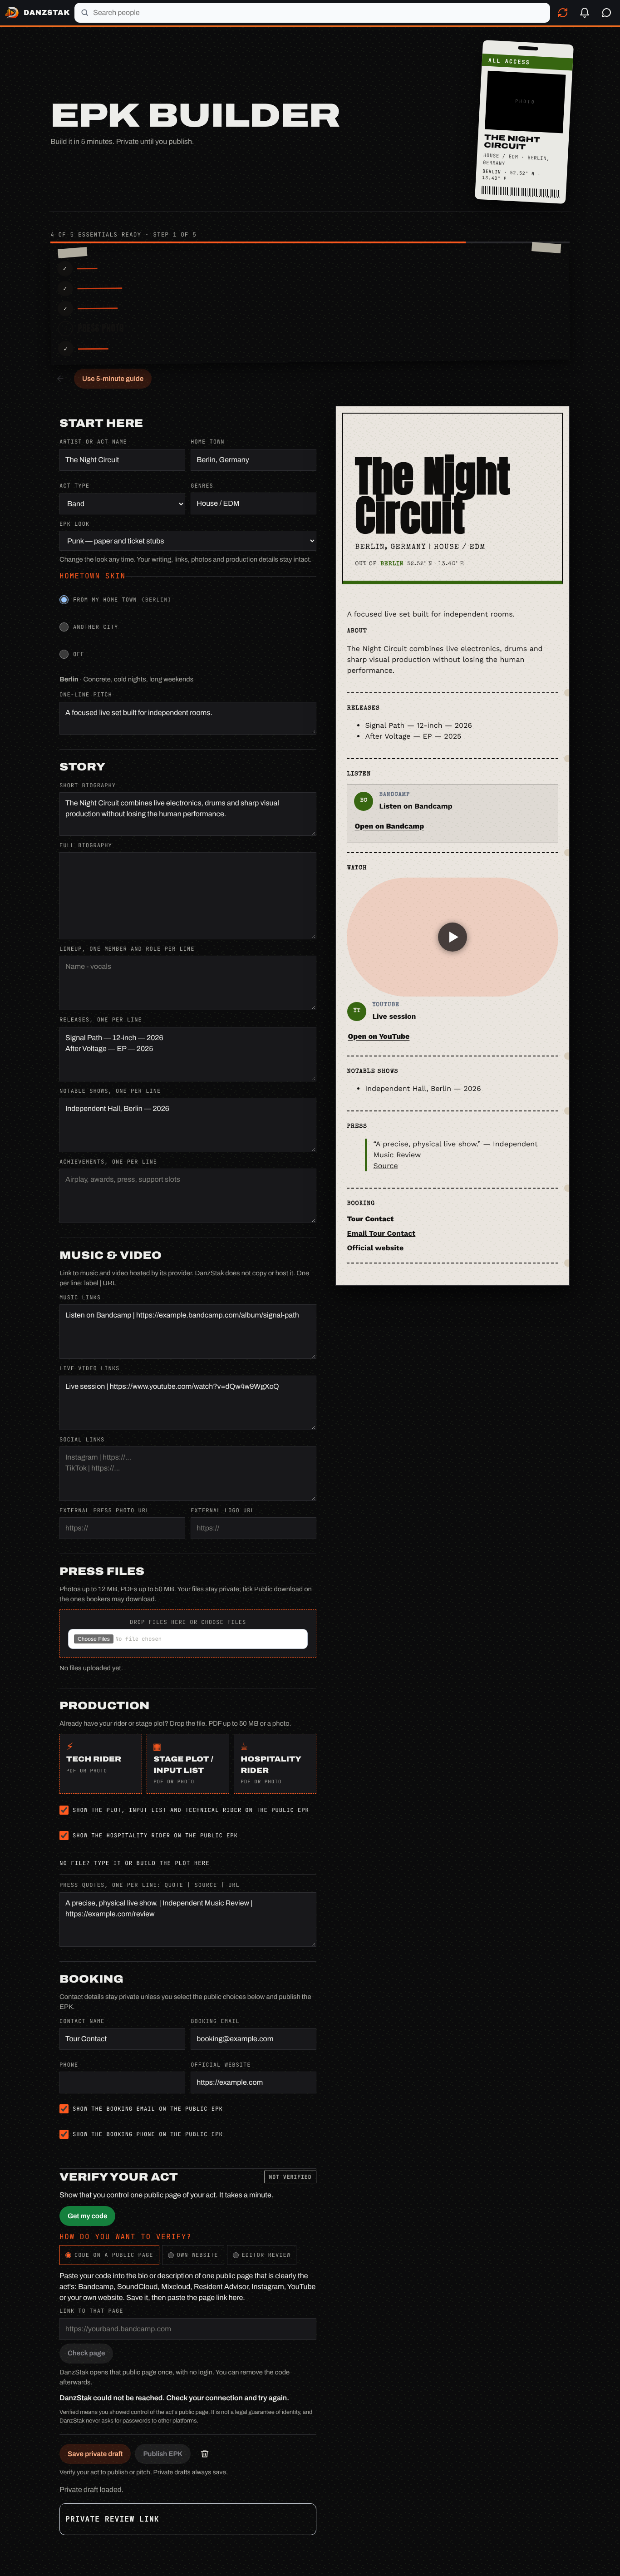 DANZSTAK
Search people
EPK BUILDER
Build it in 5 minutes. Private until you publish.
ALL ACCESS
PHOTO
THE NIGHT
CIRCUIT
HOUSE / EDM · BERLIN,
GERMANY
BERLIN · 52.52° N ·
13.40° E
4 OF 5 ESSENTIALS READY · STEP 1 OF 5
Use 5-minute guide
START HERE
ARTIST OR ACT NAME
HOME TOWN
The Night Circuit
Berlin, Germany
ACT TYPE
GENRES
Band
House / EDM
EPK LOOK
Punk — paper and ticket stubs
Change the look any time. Your writing, links, photos and production details stay intact.
HOMETOWN SKIN
FROM MY HOME TOWN (BERLIN)
ANOTHER CITY
OFF
Berlin · Concrete, cold nights, long weekends
ONE-LINE PITCH
A focused live set built for independent rooms.
STORY
SHORT BIOGRAPHY
The Night Circuit combines live electronics, drums and sharp visual
production without losing the human performance.
FULL BIOGRAPHY
LINEUP, ONE MEMBER AND ROLE PER LINE
Name - vocals
RELEASES, ONE PER LINE
Signal Path — 12-inch — 2026
After Voltage — EP — 2025
NOTABLE SHOWS, ONE PER LINE
Independent Hall, Berlin — 2026
ACHIEVEMENTS, ONE PER LINE
Airplay, awards, press, support slots
MUSIC & VIDEO
Link to music and video hosted by its provider. DanzStak does not copy or host it. One
per line: label | URL
MUSIC LINKS
Listen on Bandcamp | https://example.bandcamp.com/album/signal-path
LIVE VIDEO LINKS
Live session | https://www.youtube.com/watch?v=dQw4w9WgXcQ
SOCIAL LINKS
Instagram | https://...
TikTok | https://...
EXTERNAL PRESS PHOTO URL
EXTERNAL LOGO URL
https://
https://
PRESS FILES
Photos up to 12 MB, PDFs up to 50 MB. Your files stay private; tick Public download on
the ones bookers may download.
DROP FILES HERE OR CHOOSE FILES
Choose Files No file chosen
No files uploaded yet.
PRODUCTION
Already have your rider or stage plot? Drop the file. PDF up to 50 MB or a photo.
TECH RIDER
PDF OR PHOTO
STAGE PLOT /
INPUT LIST
PDF OR PHOTO
HOSPITALITY
RIDER
PDF OR PHOTO
SHOW THE PLOT, INPUT LIST AND TECHNICAL RIDER ON THE PUBLIC EPK
SHOW THE HOSPITALITY RIDER ON THE PUBLIC EPK
NO FILE? TYPE IT OR BUILD THE PLOT HERE
PRESS QUOTES, ONE PER LINE: QUOTE | SOURCE | URL
A precise, physical live show. | Independent Music Review |
https://example.com/review
BOOKING
Contact details stay private unless you select the public choices below and publish the
EPK.
CONTACT NAME
BOOKING EMAIL
Tour Contact
booking@example.com
PHONE
OFFICIAL WEBSITE
https://example.com
SHOW THE BOOKING EMAIL ON THE PUBLIC EPK
SHOW THE BOOKING PHONE ON THE PUBLIC EPK
VERIFY YOUR ACT
NOT VERIFIED
Show that you control one public page of your act. It takes a minute.
Get my code
HOW DO YOU WANT TO VERIFY?
CODE ON A PUBLIC PAGE
OWN WEBSITE
EDITOR REVIEW
Paste your code into the bio or description of one public page that is clearly the
act's: Bandcamp, SoundCloud, Mixcloud, Resident Advisor, Instagram, YouTube
or your own website. Save it, then paste the page link here.
LINK TO THAT PAGE
https://yourband.bandcamp.com
Check page
DanzStak opens that public page once, with no login. You can remove the code
afterwards.
DanzStak could not be reached. Check your connection and try again.
Verified means you showed control of the act's public page. It is not a legal guarantee of identity, and
DanzStak never asks for passwords to other platforms.
Save private draft
Publish EPK
Verify your act to publish or pitch. Private drafts always save.
Private draft loaded.
PRIVATE REVIEW LINK
The Night
Circuit
BERLIN, GERMANY | HOUSE / EDM
OUT OF BERLIN 52.52° N · 13.40° E
A focused live set built for independent rooms.
ABOUT
The Night Circuit combines live electronics, drums and
sharp visual production without losing the human
performance.
RELEASES
• Signal Path — 12-inch — 2026
• After Voltage — EP — 2025
LISTEN
BC
BANDCAMP
Listen on Bandcamp
Open on Bandcamp
WATCH
YT
YOUTUBE
Live session
Open on YouTube
NOTABLE SHOWS
• Independent Hall, Berlin — 2026
PRESS
“A precise, physical live show.” — Independent
Music Review
Source
BOOKING
Tour Contact
Email Tour Contact
Official website